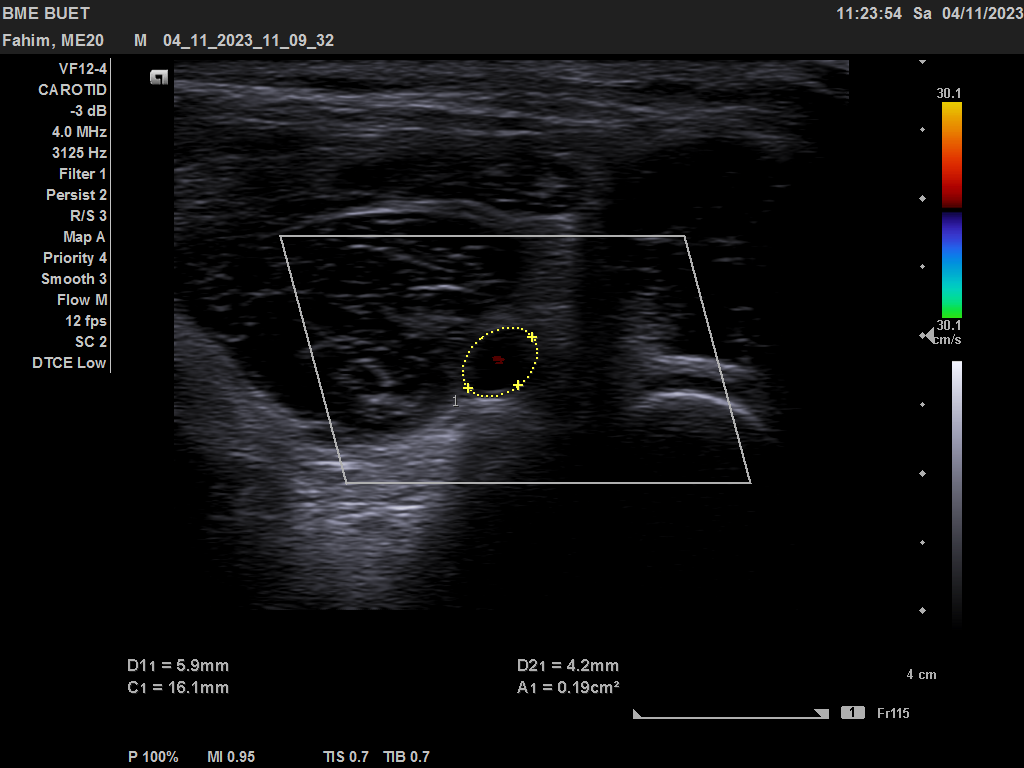 BME BUET 11:23:54 Sa 04/11/2023
Fahim, ME20 M 04_11_2023_11_09_32
VF12-4
CAROTID
-3 dB
4.0 MHz
3125 Hz
Filter 1
Persist 2
R/S 3
Map A
Priority 4
Smooth 3
Flow M
12 fps
SC 2
DTCE Low
30.1
30.1
cm/s
1
D11 = 5.9mm D21 = 4.2mm
C1 = 16.1mm A1 = 0.19cm²
4 cm
1 Fr115
P 100% MI 0.95 TIS 0.7 TIB 0.7